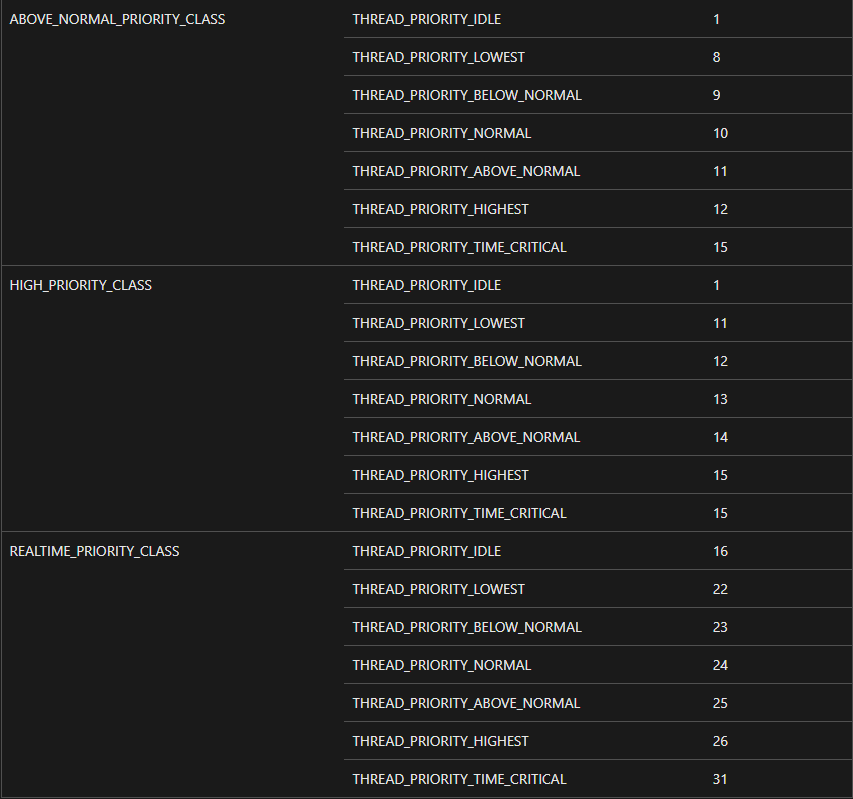 ABOVE_NORMAL_PRIORITY_CLASS THREAD_PRIORITY_IDLE 1
THREAD_PRIORITY_LOWEST 8
THREAD_PRIORITY_BELOW_NORMAL 9
THREAD_PRIORITY_NORMAL 10
THREAD_PRIORITY_ABOVE_NORMAL 11
THREAD_PRIORITY_HIGHEST 12
THREAD_PRIORITY_TIME_CRITICAL 15
HIGH_PRIORITY_CLASS THREAD_PRIORITY_IDLE 1
THREAD_PRIORITY_LOWEST 11
THREAD_PRIORITY_BELOW_NORMAL 12
THREAD_PRIORITY_NORMAL 13
THREAD_PRIORITY_ABOVE_NORMAL 14
THREAD_PRIORITY_HIGHEST 15
THREAD_PRIORITY_TIME_CRITICAL 15
REALTIME_PRIORITY_CLASS THREAD_PRIORITY_IDLE 16
THREAD_PRIORITY_LOWEST 22
THREAD_PRIORITY_BELOW_NORMAL 23
THREAD_PRIORITY_NORMAL 24
THREAD_PRIORITY_ABOVE_NORMAL 25
THREAD_PRIORITY_HIGHEST 26
THREAD_PRIORITY_TIME_CRITICAL 31